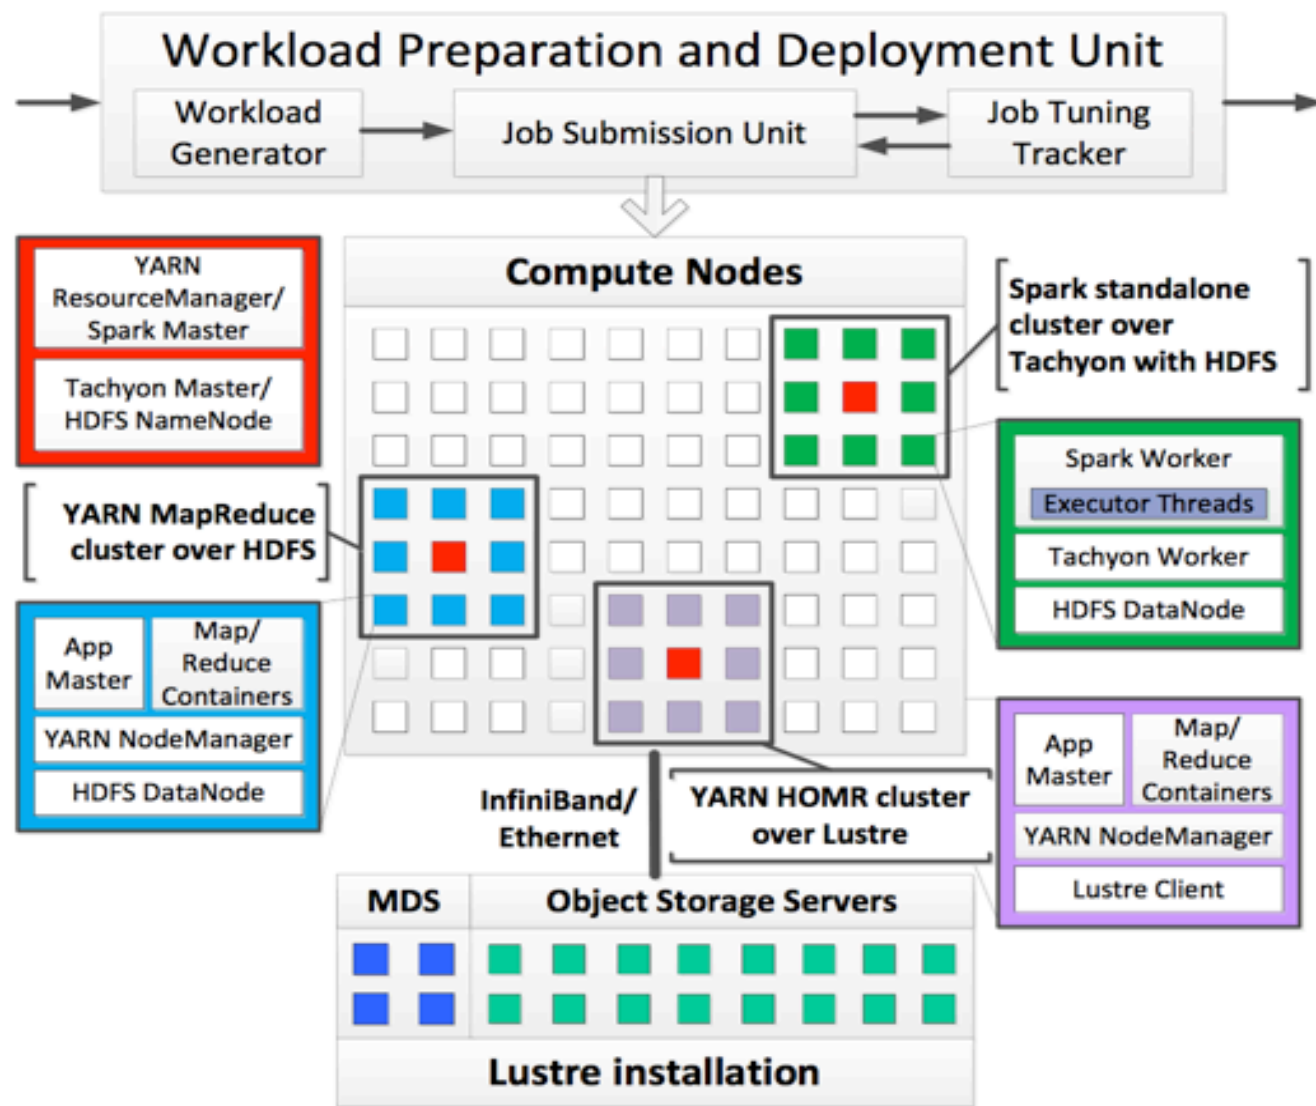 Workload Preparation and Deployment Unit
Workload
Generator
Job Submission Unit
Job Tuning
Tracker
YARN
ResourceManager/
Spark Master
Tachyon Master/
HDFS NameNode
Compute Nodes
Spark standalone
cluster over
Tachyon with HDFS
YARN MapReduce
cluster over HDFS
Spark Worker
Executor Threads
Tachyon Worker
HDFS DataNode
App
Master
Map/
Reduce
Containers
YARN NodeManager
HDFS DataNode
InfiniBand/
Ethernet
YARN HOMR cluster
over Lustre
App
Master
Map/
Reduce
Containers
YARN NodeManager
Lustre Client
MDS
Object Storage Servers
Lustre installation